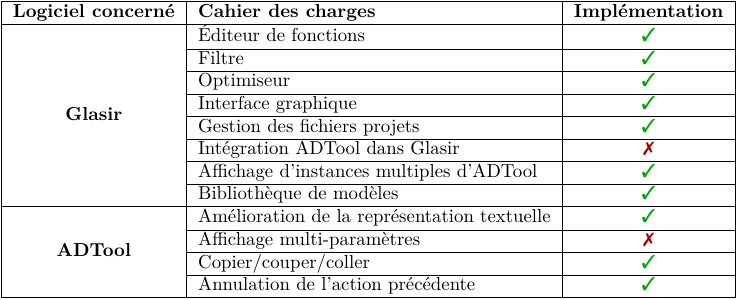 Logiciel concerné Cahier des charges Implémentation
Éditeur de fonctions ✓
Filtre ✓
Optimiseur ✓
Interface graphique ✓
Glasir
Gestion des fichiers projets ✓
Intégration ADTool dans Glasir ✗
Affichage d'instances multiples d'ADTool ✓
Bibliothèque de modèles ✓
Amélioration de la représentation textuelle ✓
Affichage multi-paramètres ✗
ADTool
Copier/couper/coller ✓
Annulation de l'action précédente ✓